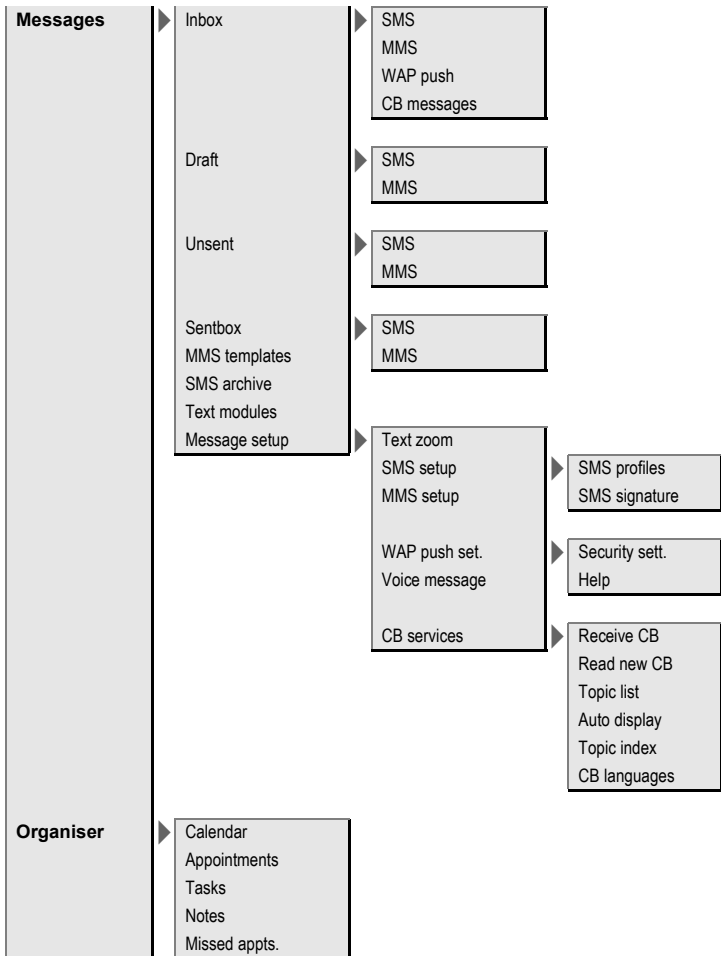 Messages
Inbox
SMS
MMS
WAP push
CB messages
Draft
SMS
MMS
Unsent
SMS
MMS
Sentbox
SMS
MMS templates
MMS
SMS archive
Text modules
Message setup
Text zoom
SMS setup
SMS profiles
MMS setup
SMS signature
WAP push set.
Security sett.
Voice message
Help
CB services
Receive CB
Read new CB
Topic list
Auto display
Topic index
CB languages
Organiser
Calendar
Appointments
Tasks
Notes
Missed appts.